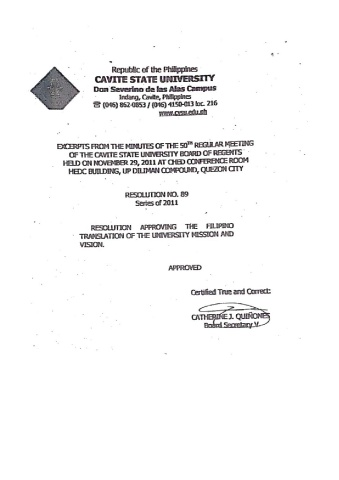 Republic of the Philippines
CAVITE STATE UNIVERSITY
Don Severino de las Alas Campus
Indang, Cavite, Philippines
☎ (046) 862-0853 / (046) 4150-013 loc. 216
www.cvsu.edu.ph
EXCERPTS FROM THE MINUTES OF THE 50TH REGULAR MEETING
OF THE CAVITE STATE UNIVERSITY BOARD OF REGENTS
HELD ON NOVEMBER 29, 2011 AT CHED CONFERENCE ROOM
HEDC BUILDING, UP DILIMAN COMPOUND, QUEZON CITY
RESOLUTION NO. 89
Series of 2011
RESOLUTION APPROVING THE FILIPINO
TRANSLATION OF THE UNIVERSITY MISSION AND
VISION.
APPROVED
Certified True and Correct:
CATHERINE J. QUIÑONES
Board Secretary V